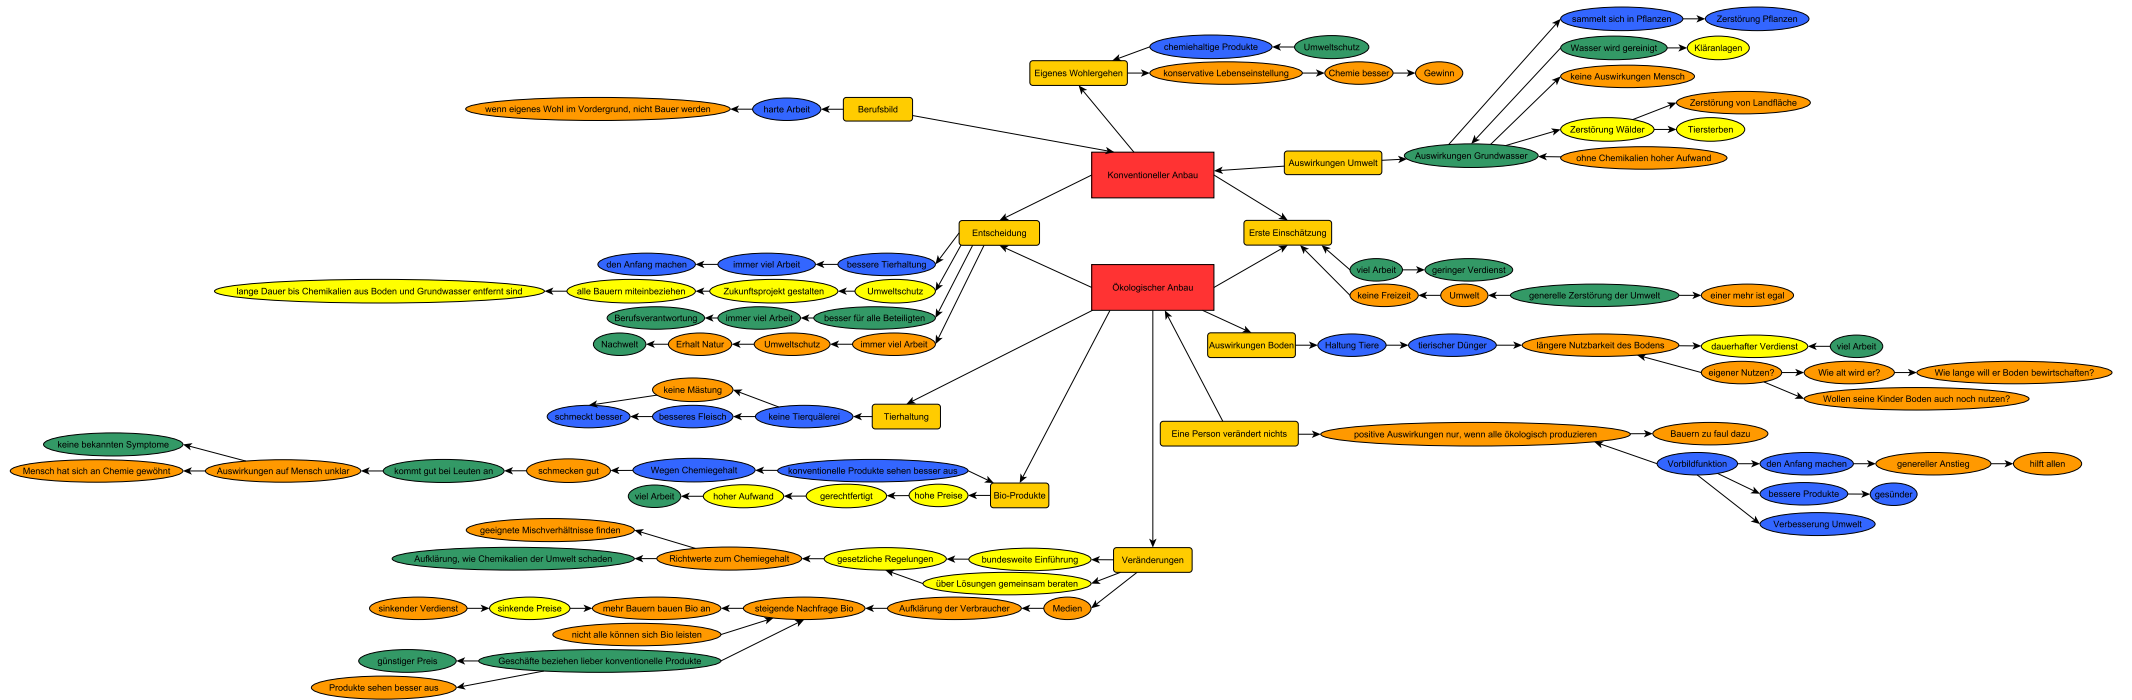 sammelt sich in Pflanzen
Zerstörung Pflanzen
chemiehaltige Produkte
Umweltschutz
Wasser wird gereinigt
Kläranlagen
Eigenes Wohlergehen
konservative Lebenseinstellung
Chemie besser
Gewinn
keine Auswirkungen Mensch
wenn eigenes Wohl im Vordergrund, nicht Bauer werden
harte Arbeit
Berufsbild
Zerstörung von Landfläche
Zerstörung Wälder
Tiersterben
Auswirkungen Grundwasser
ohne Chemikalien hoher Aufwand
Auswirkungen Umwelt
Konventioneller Anbau
Entscheidung
Erste Einschätzung
den Anfang machen
immer viel Arbeit
bessere Tierhaltung
viel Arbeit
geringer Verdienst
Ökologischer Anbau
lange Dauer bis Chemikalien aus Boden und Grundwasser entfernt sind
alle Bauern miteinbeziehen
Zukunftsprojekt gestalten
Umweltschutz
keine Freizeit
Umwelt
generelle Zerstörung der Umwelt
einer mehr ist egal
Berufsverantwortung
immer viel Arbeit
besser für alle Beteiligten
Nachwelt
Erhalt Natur
Umweltschutz
immer viel Arbeit
Auswirkungen Boden
Haltung Tiere
tierischer Dünger
längere Nutzbarkeit des Bodens
dauerhafter Verdienst
viel Arbeit
eigener Nutzen?
Wie alt wird er?
Wie lange will er Boden bewirtschaften?
Wollen seine Kinder Boden auch noch nutzen?
keine Mästung
schmeckt besser
besseres Fleisch
keine Tierquälerei
Tierhaltung
Eine Person verändert nichts
positive Auswirkungen nur, wenn alle ökologisch produzieren
Bauern zu faul dazu
keine bekannten Symptome
Mensch hat sich an Chemie gewöhnt
Auswirkungen auf Mensch unklar
kommt gut bei Leuten an
schmecken gut
Wegen Chemiegehalt
konventionelle Produkte sehen besser aus
Vorbildfunktion
den Anfang machen
genereller Anstieg
hilft allen
viel Arbeit
hoher Aufwand
gerechtfertigt
hohe Preise
Bio-Produkte
bessere Produkte
gesünder
Verbesserung Umwelt
geeignete Mischverhältnisse finden
Aufklärung, wie Chemikalien der Umwelt schaden
Richtwerte zum Chemiegehalt
gesetzliche Regelungen
bundesweite Einführung
Veränderungen
über Lösungen gemeinsam beraten
sinkender Verdienst
sinkende Preise
mehr Bauern bauen Bio an
steigende Nachfrage Bio
Aufklärung der Verbraucher
Medien
nicht alle können sich Bio leisten
günstiger Preis
Geschäfte beziehen lieber konventionelle Produkte
Produkte sehen besser aus